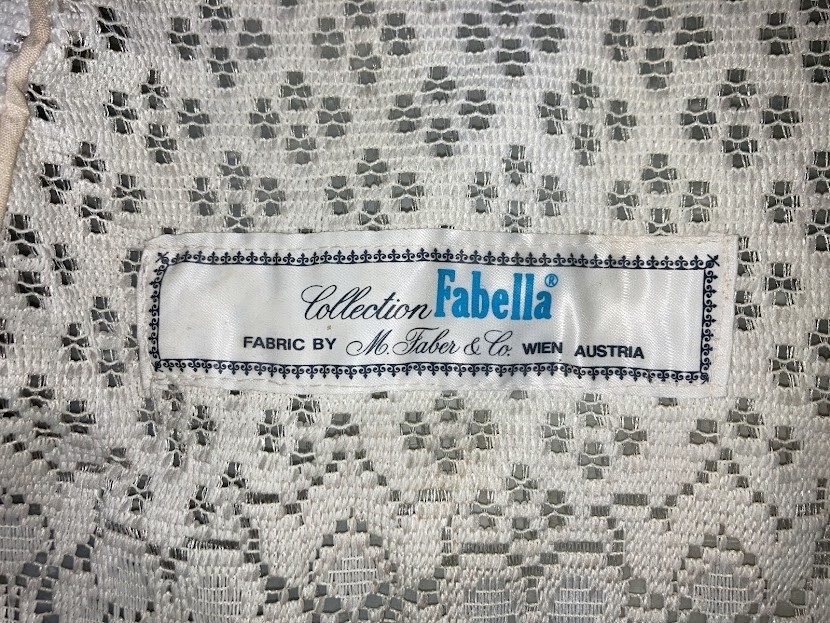 Collection Fabella®
FABRIC BY M. Faber & Co. WIEN AUSTRIA